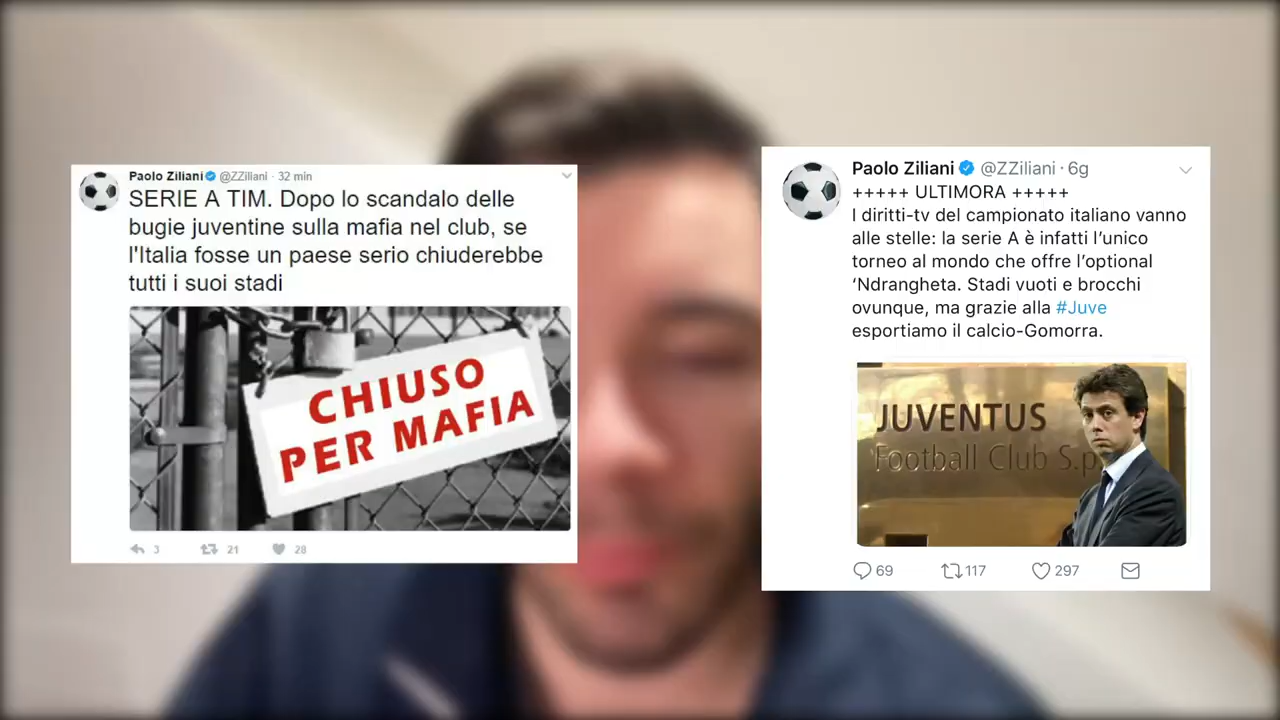 Paolo Ziliani @ZZiliani · 32 min
SERIE A TIM. Dopo lo scandalo delle
bugie juventine sulla mafia nel club, se
l'Italia fosse un paese serio chiuderebbe
tutti i suoi stadi
CHIUSO
PER MAFIA
3 21 28
Paolo Ziliani @ZZiliani · 6g
+++++ ULTIMORA +++++
I diritti-tv del campionato italiano vanno
alle stelle: la serie A è infatti l’unico
torneo al mondo che offre l’optional
‘Ndrangheta. Stadi vuoti e brocchi
ovunque, ma grazie alla #Juve
esportiamo il calcio-Gomorra.
JUVENTUS
Football Club S.p
69 117 297